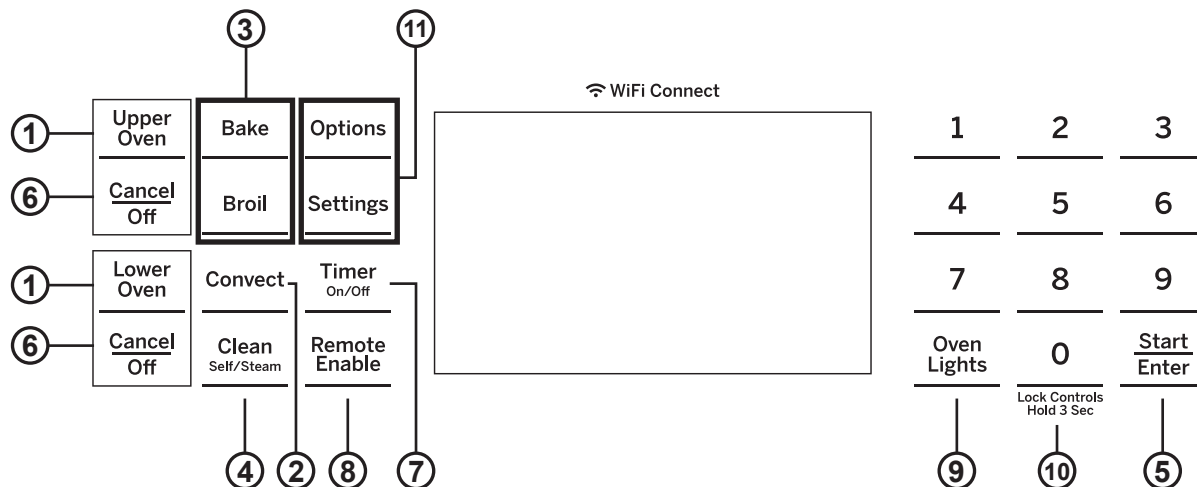 3
11
WiFi Connect
1
Upper
Oven
Bake
Options
1
2
3
6
Cancel
Off
Broil
Settings
4
5
6
1
Lower
Oven
Convect
Timer
On/Off
7
8
9
6
Cancel
Off
Clean
Self/Steam
Remote
Enable
Oven
Lights
0
Start
Enter
Lock Controls
Hold 3 Sec
4
2
8
7
9
10
5